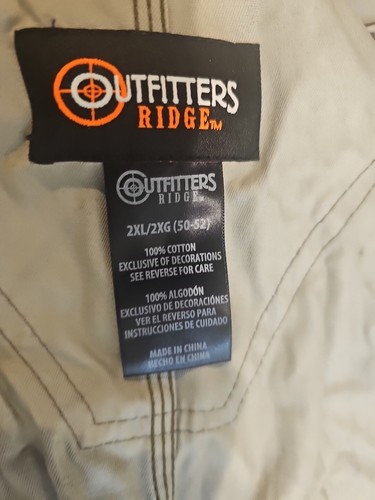 OUTFITTERS
RIDGE™
OUTFITTERS
RIDGE™
2XL/2XG (50-52)
100% COTTON
EXCLUSIVE OF DECORATIONS
SEE REVERSE FOR CARE
100% ALGODÓN
EXCLUSIVO DE DECORACIÓNES
VER EL REVERSO PARA
INSTRUCCIONES DE CUIDADO
MADE IN CHINA
HECHO EN CHINA